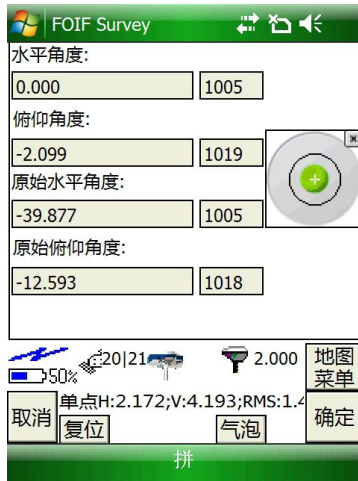 FOIF Survey
水平角度:
0.000 1005
俯仰角度:
-2.099 1019
原始水平角度:
-39.877 1005
原始俯仰角度:
-12.593 1018
20|21 2.000 地图
50% 菜单
取消 单点H:2.172;V:4.193;RMS:1.4 确定
复位 气泡
拼